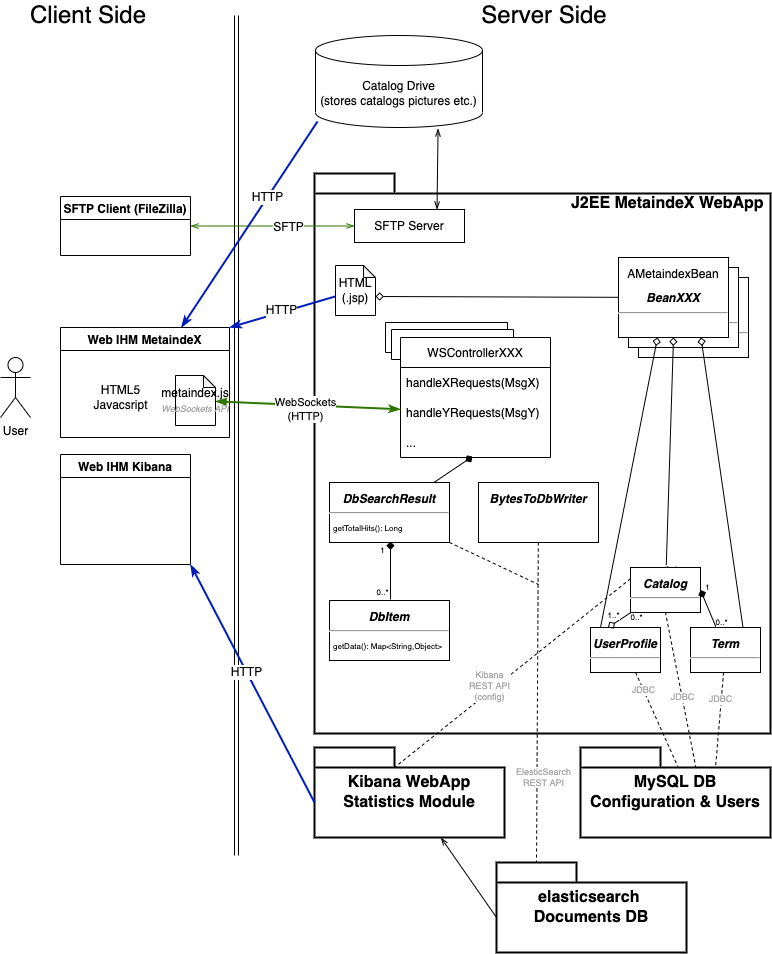 Client Side
Server Side
Catalog Drive
(stores catalogs pictures etc.)
HTTP
SFTP Client (FileZilla)
SFTP
J2EE MetaindeX WebApp
SFTP Server
HTML
(.jsp)
HTTP
AMetaindexBean
BeanXXX
Web IHM MetaindeX
HTML5
Javacsript
metaindex.js
WebSockets API
User
WebSockets
(HTTP)
WSControllerXXX
handleXRequests(MsgX)
handleYRequests(MsgY)
...
Web IHM Kibana
DbSearchResult
getTotalHits(): Long
BytesToDbWriter
1
0..*
DbItem
getData(): Map<String,Object>
Catalog
1
1..*
0..*
0..*
UserProfile
Term
HTTP
Kibana
REST API
(config)
JDBC
JDBC
JDBC
ElesticSearch
REST API
Kibana WebApp
Statistics Module
MySQL DB
Configuration & Users
elasticsearch
Documents DB